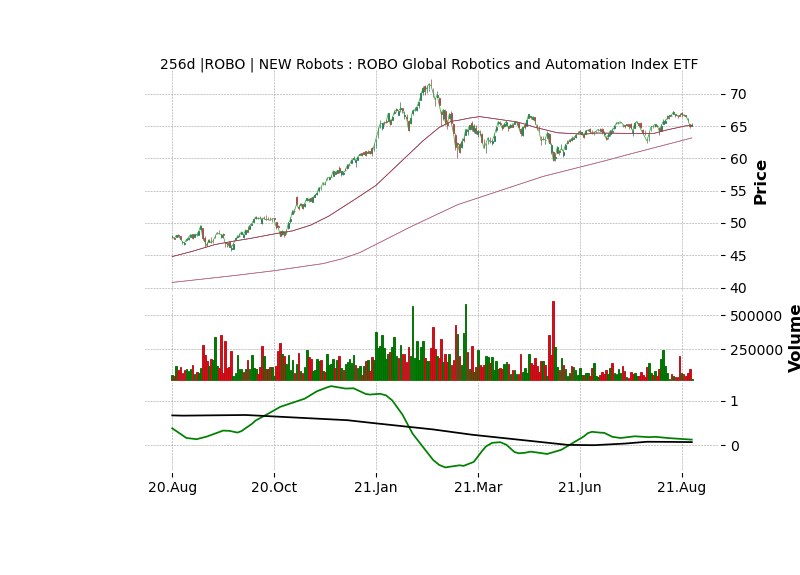 256d |ROBO | NEW Robots : ROBO Global Robotics and Automation Index ETF
70
65
60
55
50
45
40
Price
500000
250000
Volume
1
0
20.Aug 20.Oct 21.Jan 21.Mar 21.Jun 21.Aug